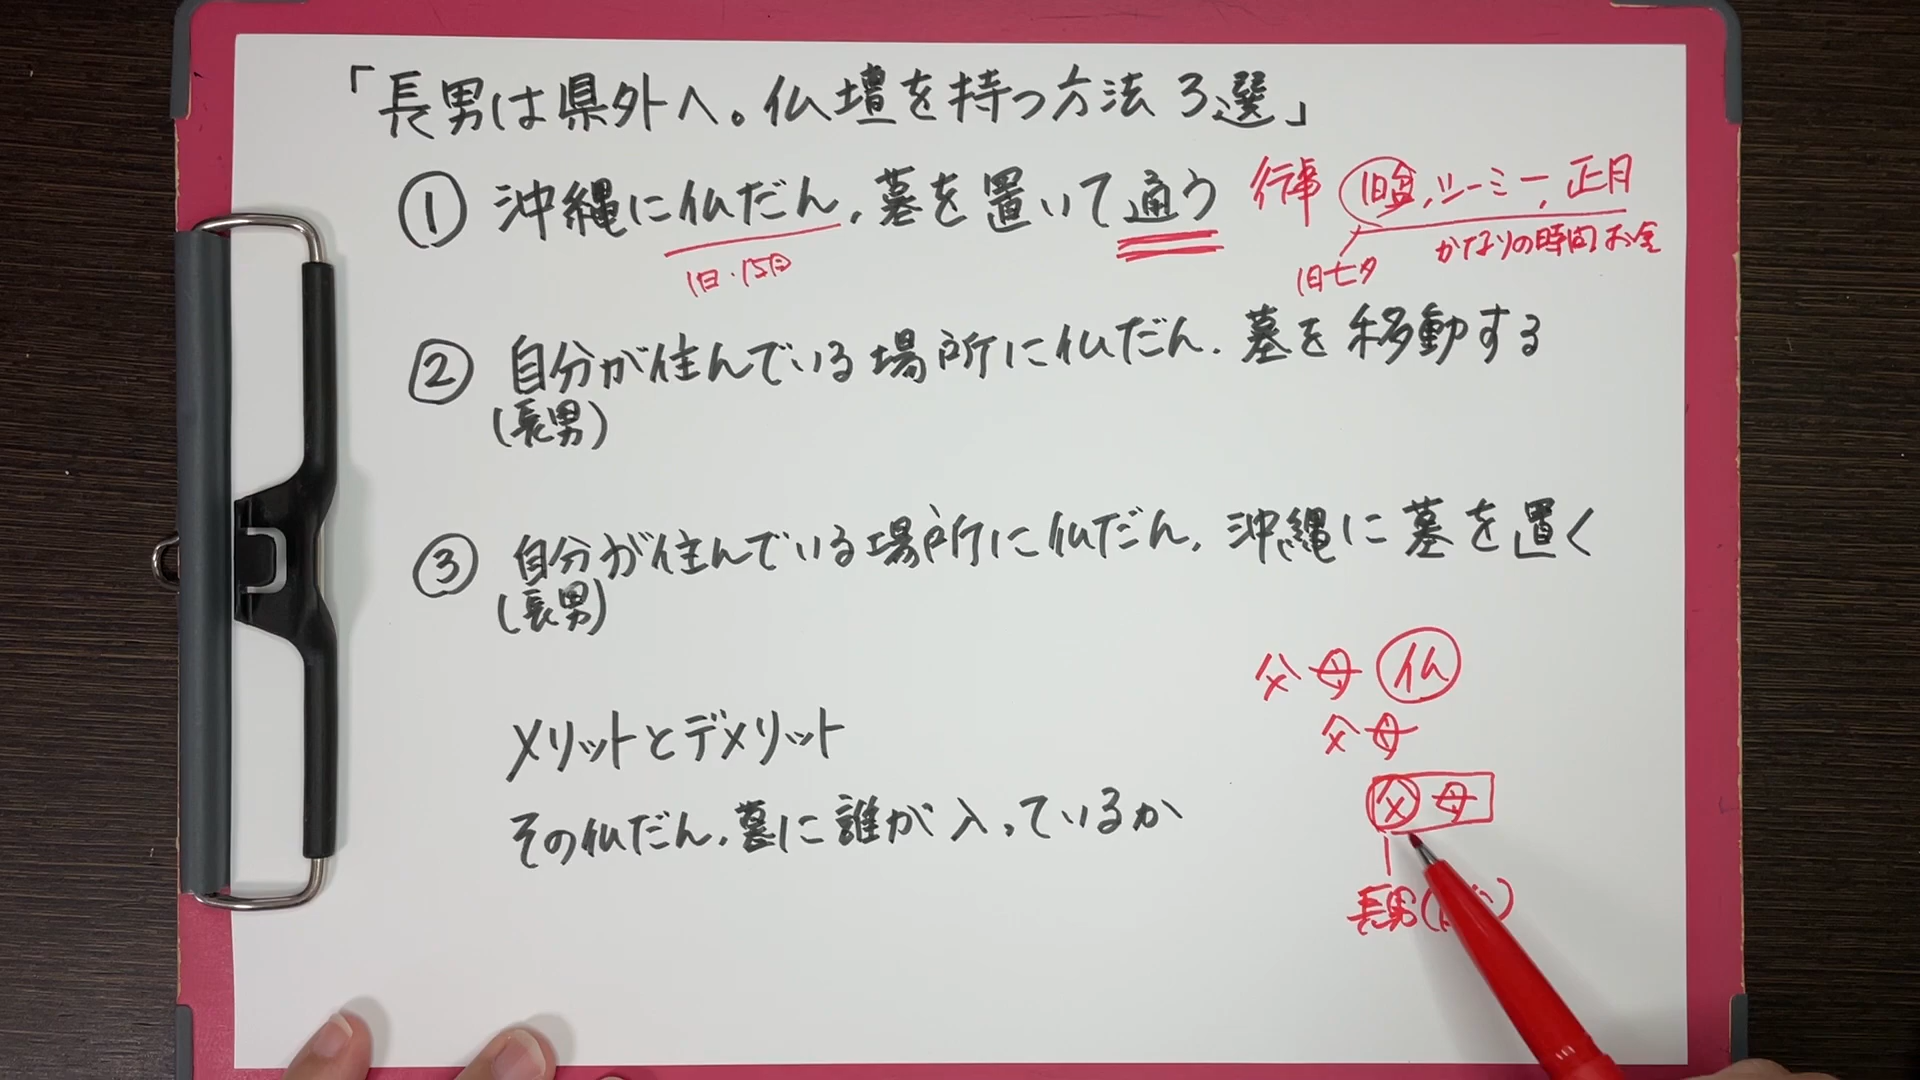 「長男は県外へ。仏壇を持つ方法3選」
① 沖縄に仏だん、墓を置いて通う 行事 旧盆、シーミー、正月
1日・15日 旧七夕 かなりの時間 お金
② 自分が住んでいる場所に仏だん、墓を移動する
(長男)
③ 自分が住んでいる場所に仏だん、沖縄に墓を置く
(長男)
父 母 仏
メリットとデメリット 父 母
その仏だん、墓に誰が入っているか 父 母
長男(